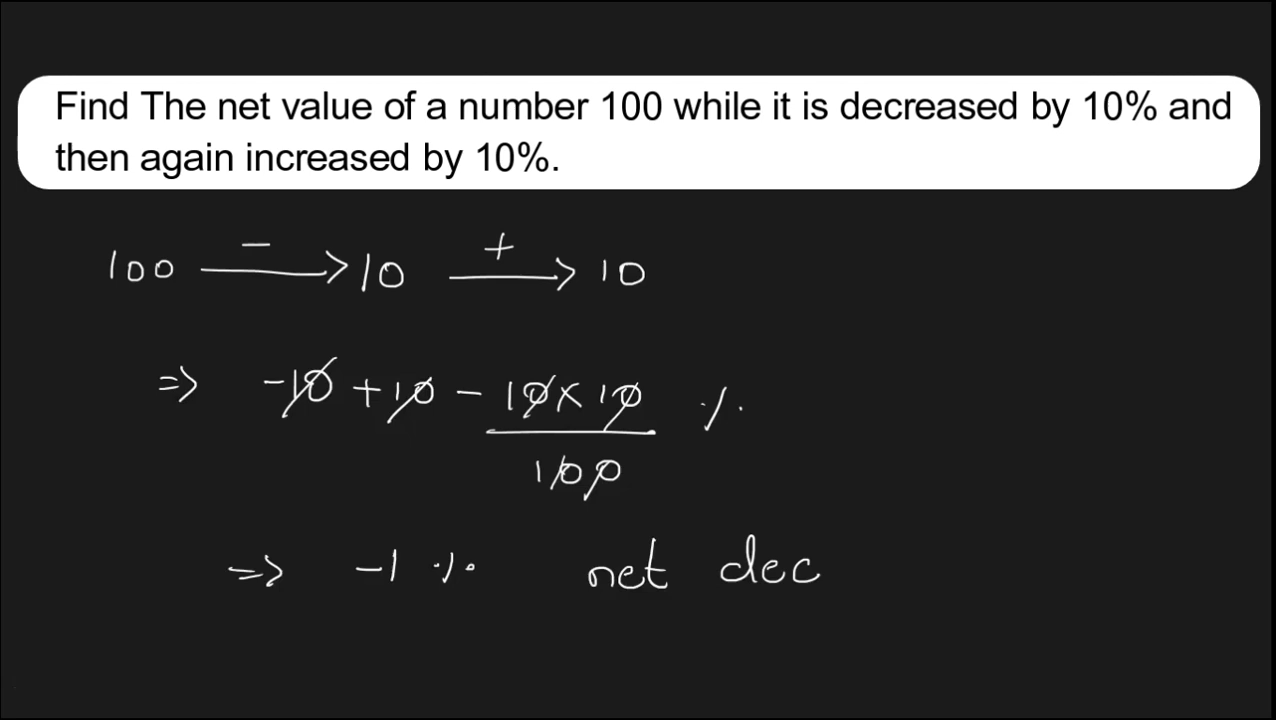 Find The net value of a number 100 while it is decreased by 10% and
then again increased by 10%.
100 —−→ 10 —+→ 10
=> -10 + 10 - 10 x 10 %
100
=> -1 % net dec